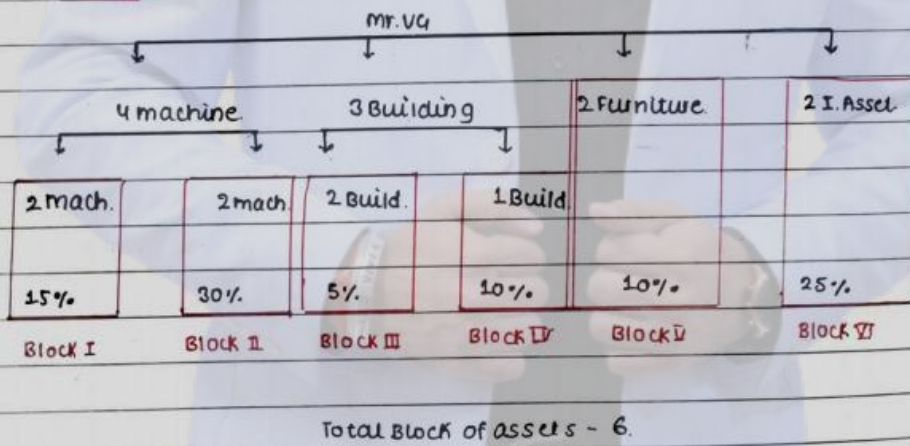 Mr. VG
4 machine 3 Building 2 Furniture 2 I. Asset
2 mach. 2 mach 2 Build. 1 Build
15% 30% 5% 10% 10% 25%
Block I Block II Block III Block IV Block V Block VI
Total Block of assets - 6.